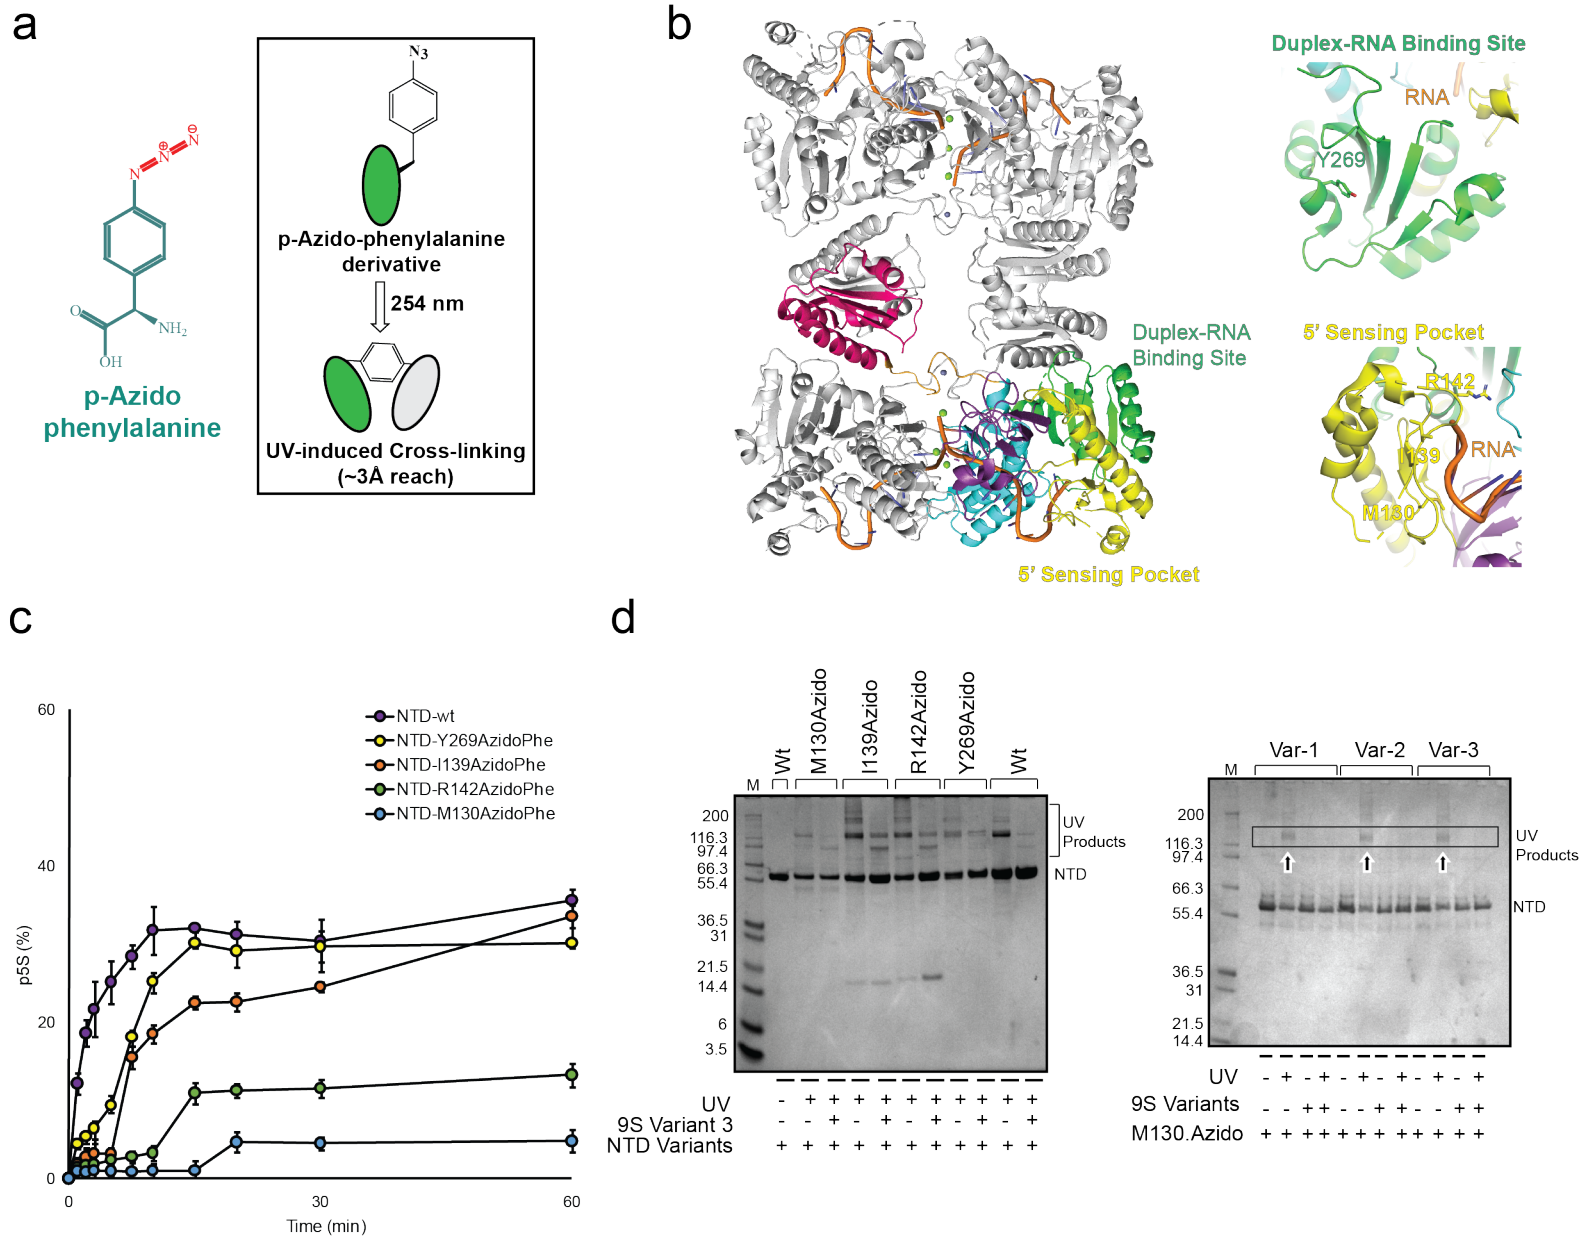 a
N
⊕
N
⊖
N
O
NH2
OH
p-Azido
phenylalanine
N3
p-Azido-phenylalanine
derivative
254 nm
UV-induced Cross-linking
(~3Å reach)
b
Duplex-RNA
Binding Site
5’ Sensing Pocket
Duplex-RNA Binding Site
RNA
Y269
5’ Sensing Pocket
R142
I139
RNA
M130
c
60
40
20
0
p5S (%)
0
30
60
Time (min)
NTD-wt
NTD-Y269AzidoPhe
NTD-I139AzidoPhe
NTD-R142AzidoPhe
NTD-M130AzidoPhe
d
M
Wt
M130Azido
I139Azido
R142Azido
Y269Azido
Wt
200
116.3
97.4
66.3
55.4
36.5
31
21.5
14.4
6
3.5
UV
Products
NTD
UV - + + + + + + + + + +
9S Variant 3 - - + - + - + - + - +
NTD Variants + + + + + + + + + + +
M
Var-1
Var-2
Var-3
200
116.3
97.4
66.3
55.4
36.5
31
21.5
14.4
UV
Products
NTD
UV - + - + - + - + - + - +
9S Variants - - + + - - + + - - + +
M130.Azido + + + + + + + + + + + +